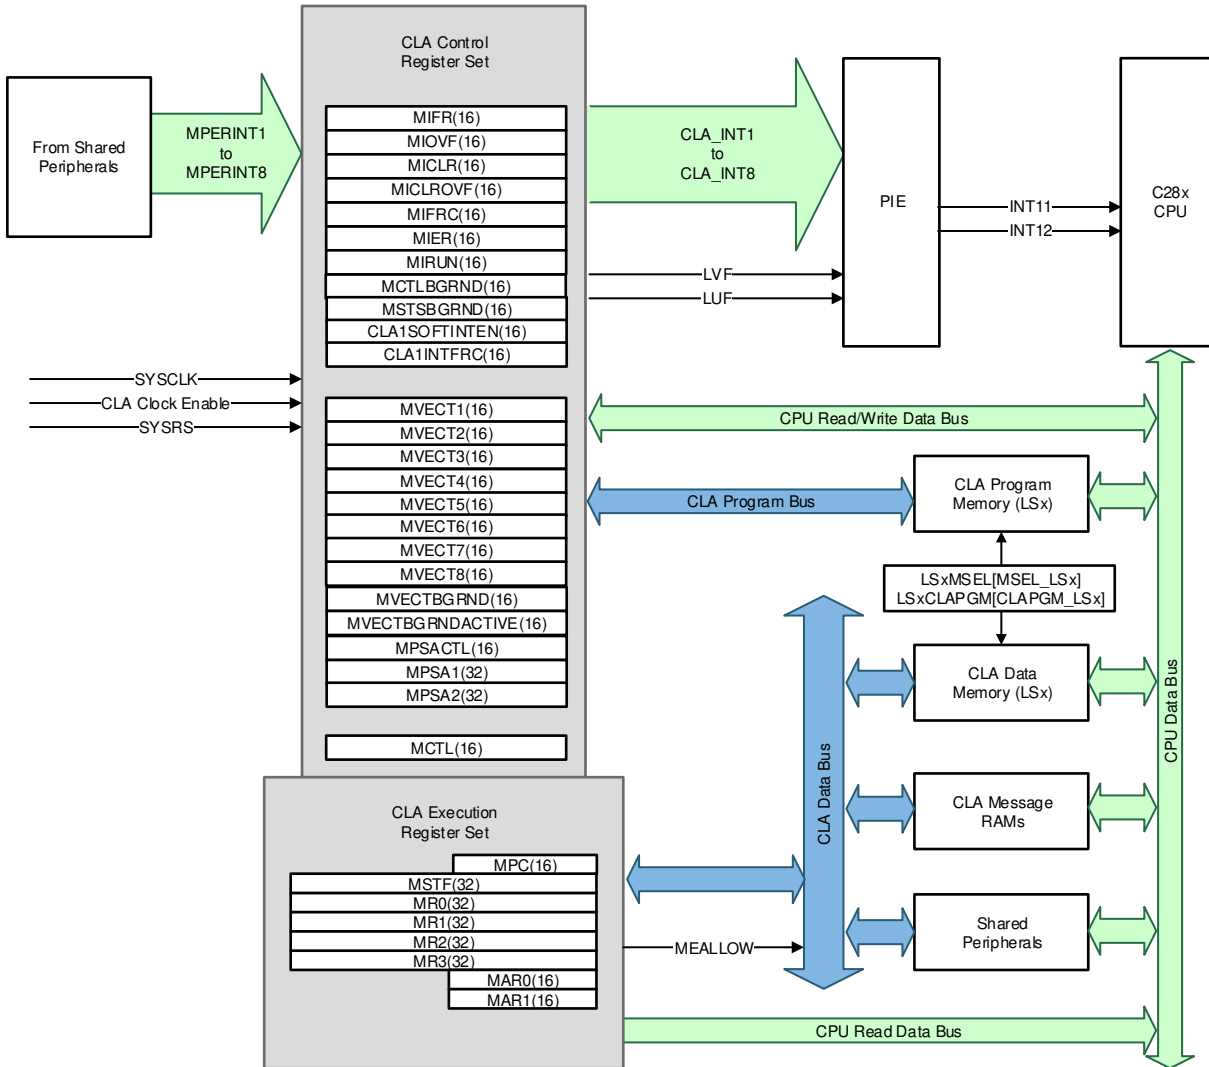 CLA Control
Register Set
From Shared
Peripherals
MPERINT1
to
MPERINT8
MIFR(16)
MIOVF(16)
MICLR(16)
MICLROVF(16)
MIFRC(16)
MIER(16)
MIRUN(16)
MCTLBGRND(16)
MSTSBGRND(16)
CLA1SOFTINTEN(16)
CLA1INTFRC(16)
CLA_INT1
to
CLA_INT8
LVF
LUF
PIE
INT11
INT12
C28x
CPU
SYSCLK
CLA Clock Enable
SYSRS
MVECT1(16)
MVECT2(16)
MVECT3(16)
MVECT4(16)
MVECT5(16)
MVECT6(16)
MVECT7(16)
MVECT8(16)
MVECTBGRND(16)
MVECTBGRNDACTIVE(16)
MPSACTL(16)
MPSA1(32)
MPSA2(32)
MCTL(16)
CPU Read/Write Data Bus
CLA Program Bus
CLA Program
Memory (LSx)
LSxMSEL[MSEL_LSx]
LSxCLAPGM[CLAPGM_LSx]
CLA Data
Memory (LSx)
CLA Data Bus
CPU Data Bus
CLA Message
RAMs
Shared
Peripherals
CLA Execution
Register Set
MPC(16)
MSTF(32)
MR0(32)
MR1(32)
MR2(32)
MR3(32)
MAR0(16)
MAR1(16)
MEALLOW
CPU Read Data Bus